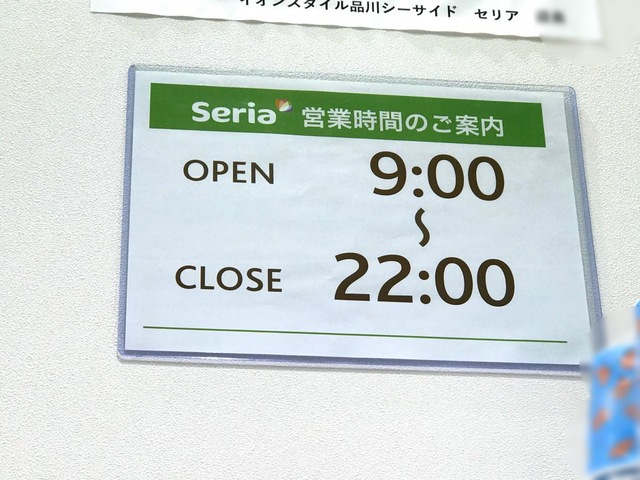 イオンスタイル品川シーサイド セリア
Seria 営業時間のご案内
OPEN 9:00
〜
CLOSE 22:00